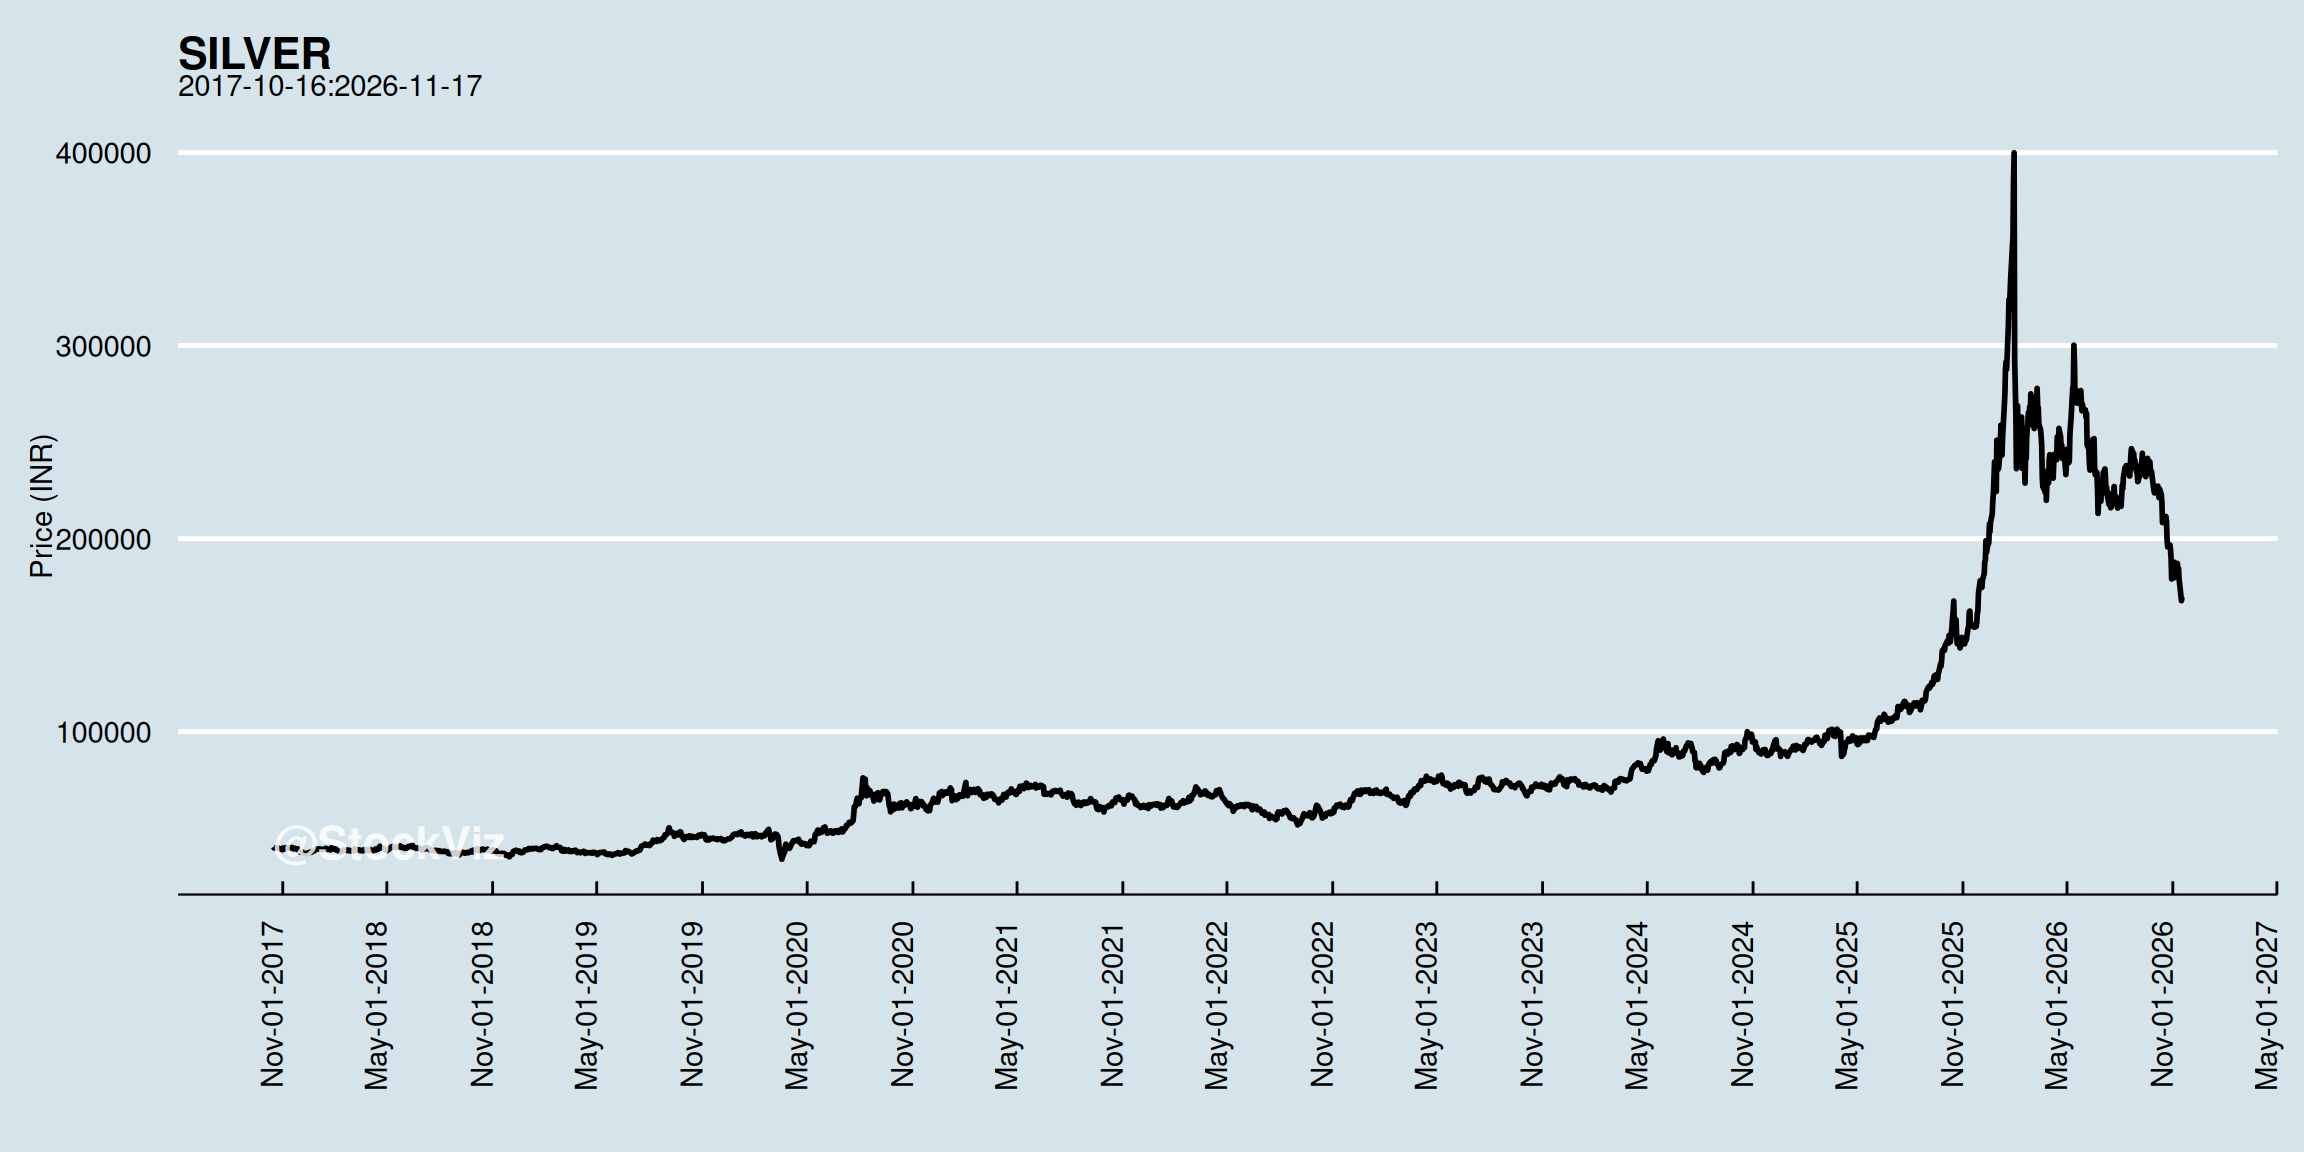 SILVER
2017-10-16:2026-11-17
400000
300000
200000
100000
Price (INR)
@StockViz
Nov-01-2017
May-01-2018
Nov-01-2018
May-01-2019
Nov-01-2019
May-01-2020
Nov-01-2020
May-01-2021
Nov-01-2021
May-01-2022
Nov-01-2022
May-01-2023
Nov-01-2023
May-01-2024
Nov-01-2024
May-01-2025
Nov-01-2025
May-01-2026
Nov-01-2026
May-01-2027